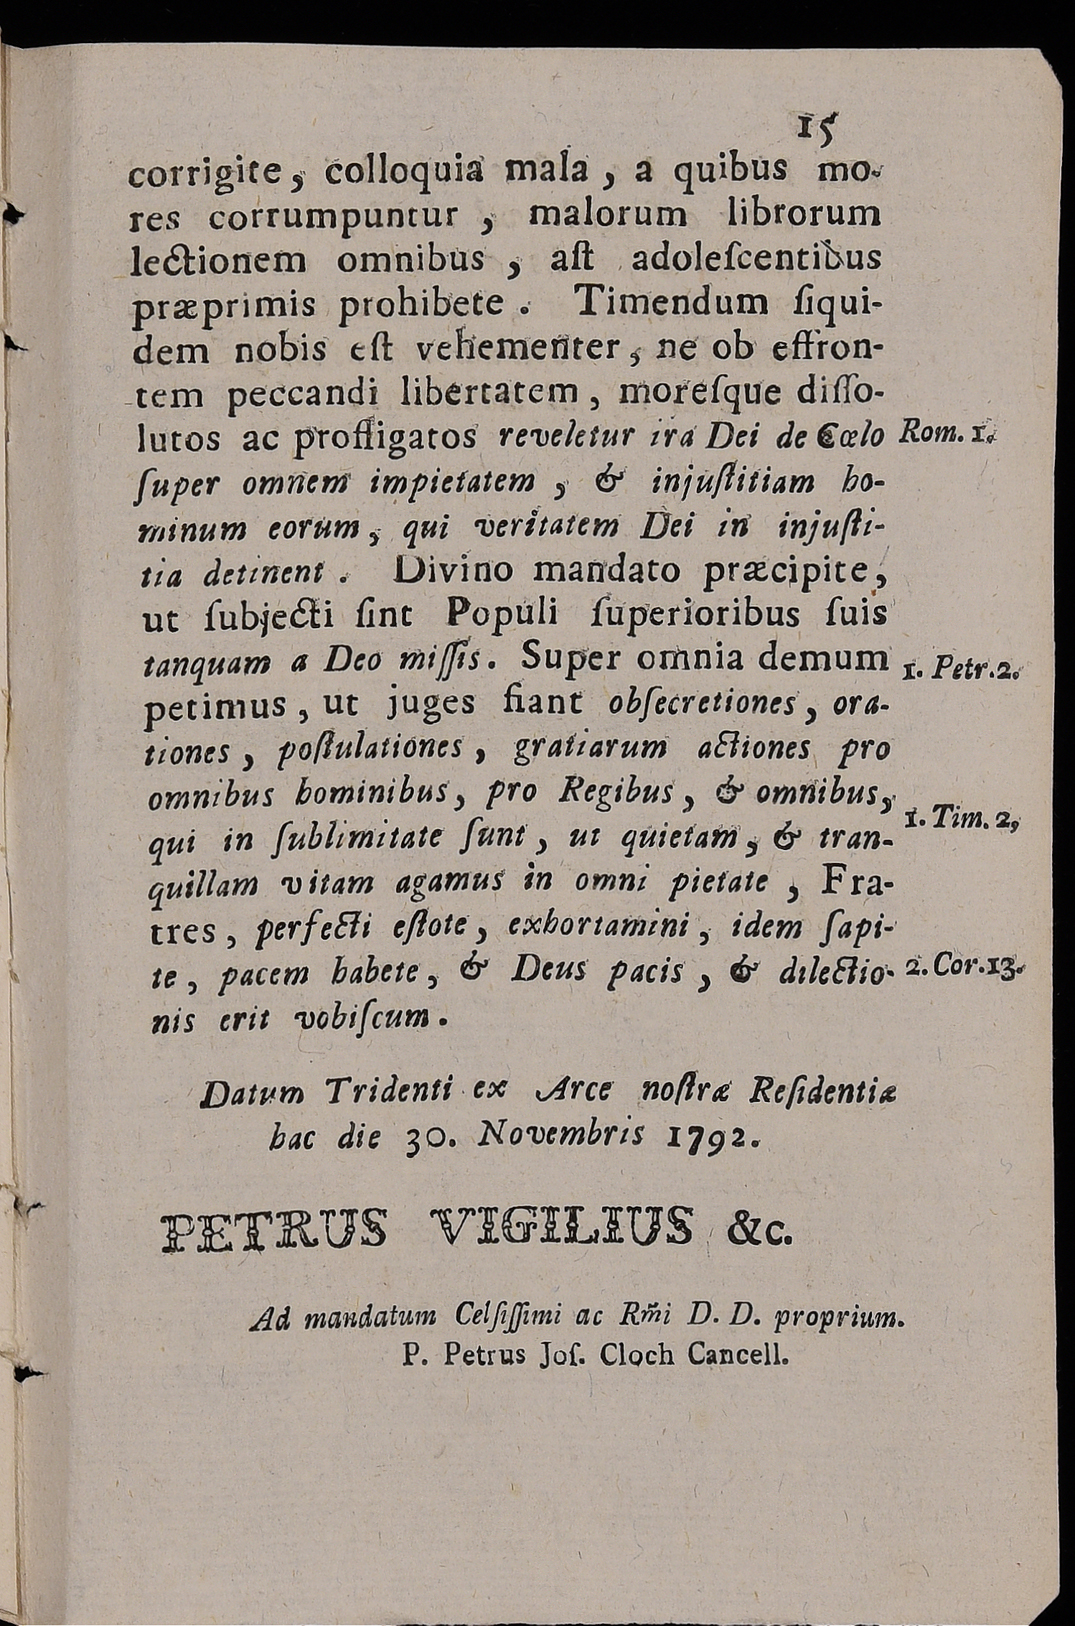 15
corrigite, colloquia mala, a quibus mo-
res corrumpuntur, malorum librorum
lectionem omnibus, aſt adoleſcentibus
præprimis prohibete. Timendum ſiqui-
dem nobis eſt vehementer, ne ob effron-
tem peccandi libertatem, moreſque diſſo-
lutos ac profligatos reveletur ira Dei de Cœlo Rom. 1.
ſuper omnem impietatem, & injuſtitiam ho-
minum eorum, qui veritatem Dei in injuſti-
tia detinent. Divino mandato præcipite,
ut ſubjecti ſint Populi ſuperioribus ſuis
tanquam a Deo miſſis. Super omnia demum 1. Petr. 2.
petimus, ut juges fiant obſecretiones, ora-
tiones, poſtulationes, gratiarum actiones pro
omnibus hominibus, pro Regibus, & omnibus,
qui in ſublimitate ſunt, ut quietam, & tran- 1. Tim. 2,
quillam vitam agamus in omni pietate, Fra-
tres, perfecti eſtote, exhortamini, idem ſapi-
te, pacem habete, & Deus pacis, & dilectio- 2. Cor. 13.
nis erit vobiſcum.
Datum Tridenti ex Arce noſtræ Reſidentiæ
hac die 30. Novembris 1792.
PETRUS VIGILIUS &c.
Ad mandatum Celſiſſimi ac Rm̃i D. D. proprium.
P. Petrus Joſ. Cloch Cancell.